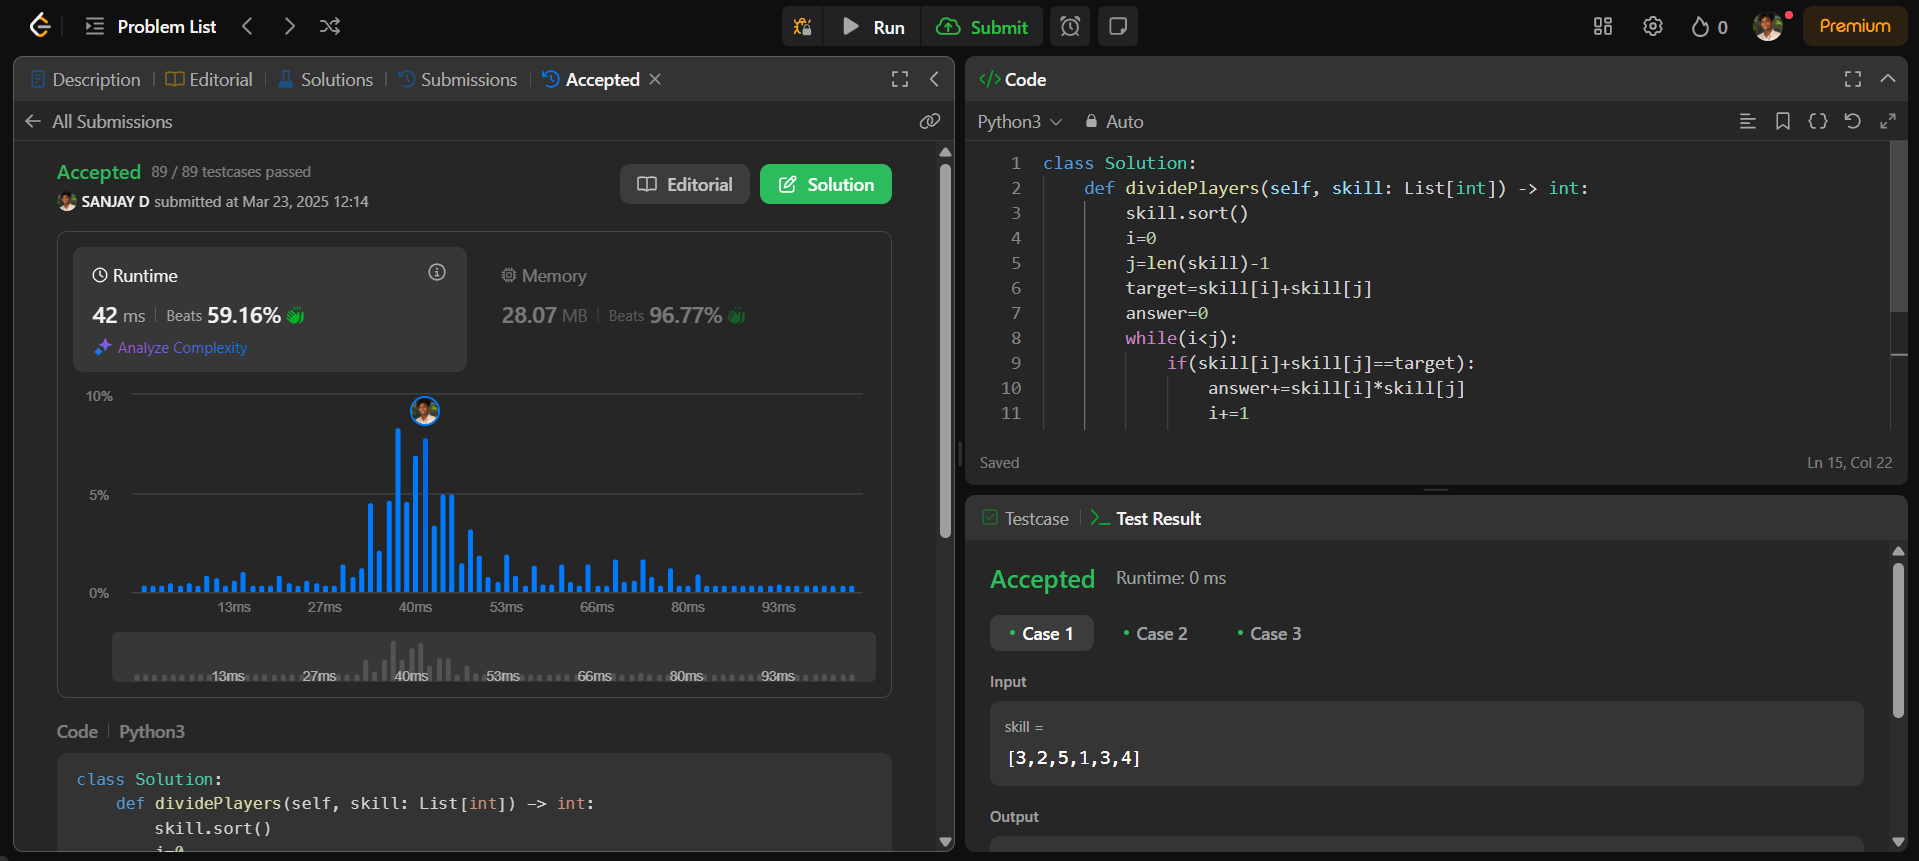 Problem List
Run
Submit
0
Premium
Description
Editorial
Solutions
Submissions
Accepted
All Submissions
Accepted 89 / 89 testcases passed
SANJAY D submitted at Mar 23, 2025 12:14
Editorial
Solution
Runtime
42 ms Beats 59.16%
Analyze Complexity
Memory
28.07 MB Beats 96.77%
10%
5%
0%
13ms 27ms 40ms 53ms 66ms 80ms 93ms
13ms 27ms 40ms 53ms 66ms 80ms 93ms
Code Python3
class Solution:
def dividePlayers(self, skill: List[int]) -> int:
skill.sort()
i=0
</> Code
Python3 Auto
1 class Solution:
2 def dividePlayers(self, skill: List[int]) -> int:
3 skill.sort()
4 i=0
5 j=len(skill)-1
6 target=skill[i]+skill[j]
7 answer=0
8 while(i<j):
9 if(skill[i]+skill[j]==target):
10 answer+=skill[i]*skill[j]
11 i+=1
Saved
Ln 15, Col 22
Testcase
Test Result
Accepted Runtime: 0 ms
Case 1
Case 2
Case 3
Input
skill =
[3,2,5,1,3,4]
Output